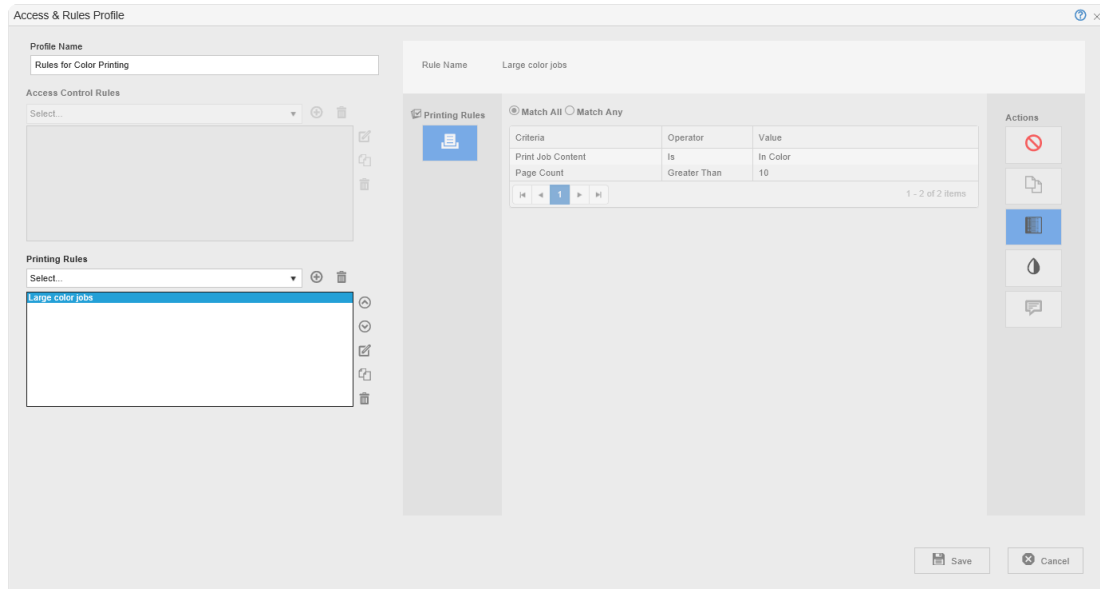 Access & Rules Profile
Profile Name
Rules for Color Printing
Rule Name Large color jobs
Access Control Rules
Select...
Printing Rules
Match All Match Any
Actions
Criteria Operator Value
Print Job Content Is In Color
Page Count Greater Than 10
1 1 - 2 of 2 items
Printing Rules
Select...
Large color jobs
Save Cancel